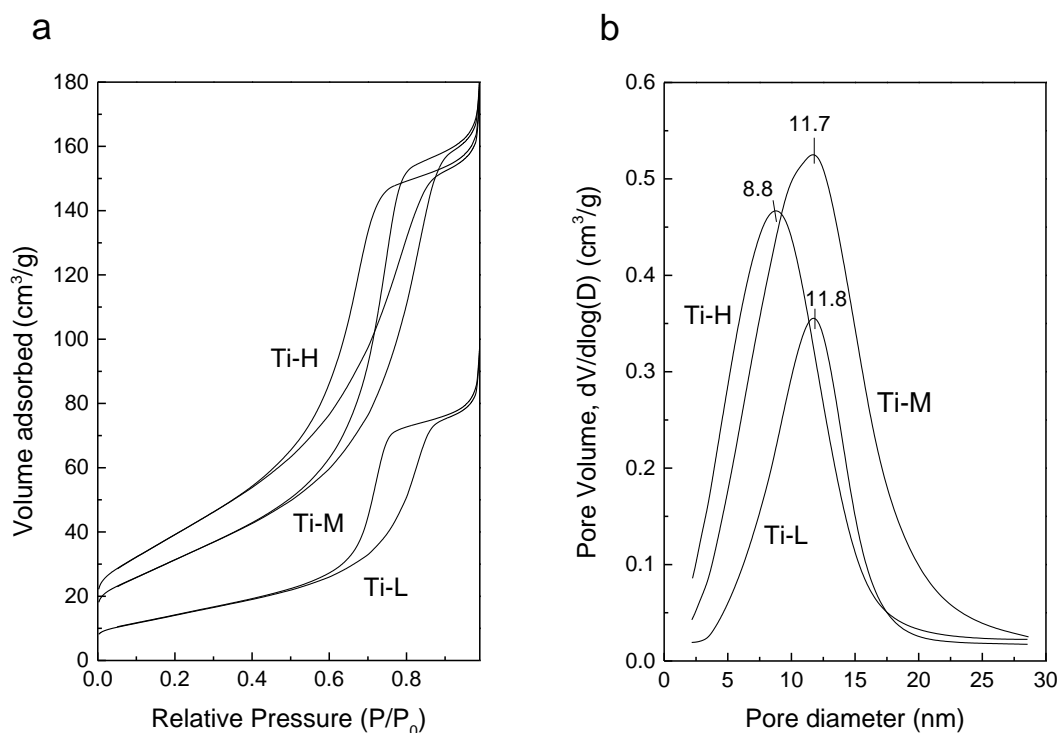 a
180
160
140
120
100
80
60
40
20
0
0.0 0.2 0.4 0.6 0.8
Volume adsorbed (cm³/g)
Relative Pressure (P/P₀)
Ti-H
Ti-M
Ti-L
b
0.6
0.5
0.4
0.3
0.2
0.1
0.0
0 5 10 15 20 25 30
Pore Volume, dV/dlog(D) (cm³/g)
Pore diameter (nm)
11.7
8.8
11.8
Ti-H
Ti-M
Ti-L